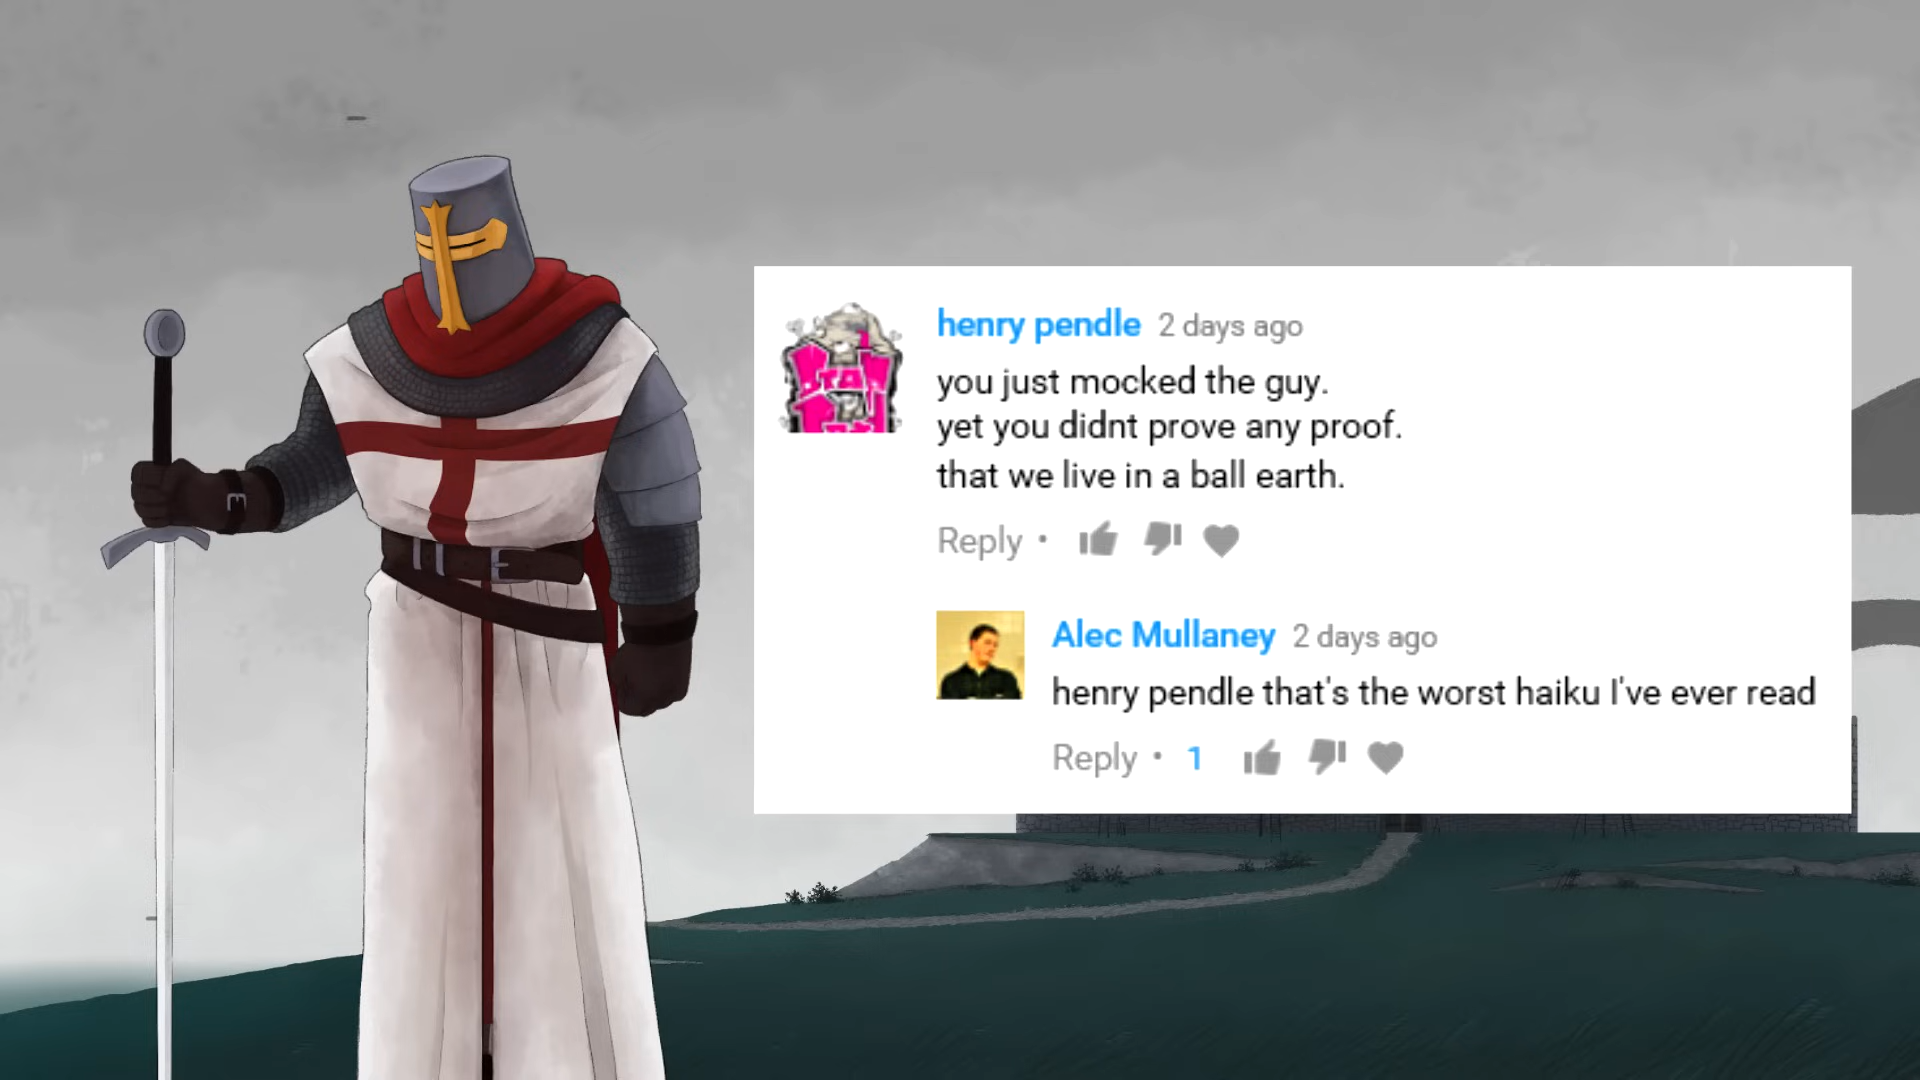 henry pendle 2 days ago
you just mocked the guy.
yet you didnt prove any proof.
that we live in a ball earth.
Reply •
Alec Mullaney 2 days ago
henry pendle that's the worst haiku I've ever read
Reply • 1